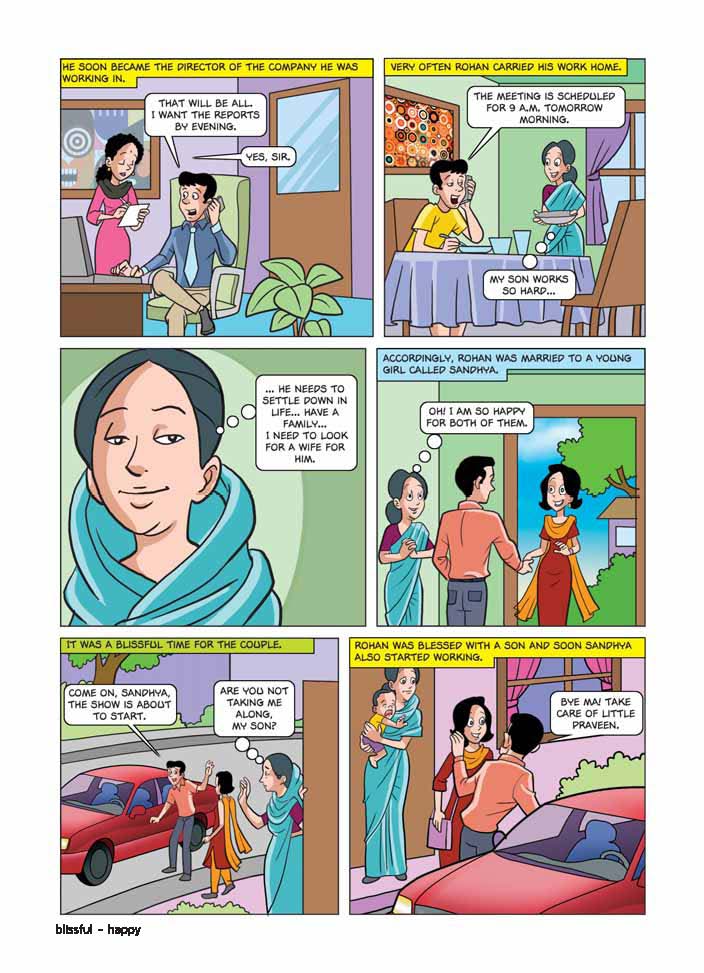 HE SOON BECAME THE DIRECTOR OF THE COMPANY HE WAS
WORKING IN.
THAT WILL BE ALL.
I WANT THE REPORTS
BY EVENING.
YES, SIR.
VERY OFTEN ROHAN CARRIED HIS WORK HOME.
THE MEETING IS SCHEDULED
FOR 9 A.M. TOMORROW
MORNING.
MY SON WORKS
SO HARD...
... HE NEEDS TO
SETTLE DOWN IN
LIFE... HAVE A
FAMILY...
I NEED TO LOOK
FOR A WIFE FOR
HIM.
ACCORDINGLY, ROHAN WAS MARRIED TO A YOUNG
GIRL CALLED SANDHYA.
OH! I AM SO HAPPY
FOR BOTH OF THEM.
IT WAS A BLISSFUL TIME FOR THE COUPLE.
COME ON, SANDHYA,
THE SHOW IS ABOUT
TO START.
ARE YOU NOT
TAKING ME
ALONG,
MY SON?
ROHAN WAS BLESSED WITH A SON AND SOON SANDHYA
ALSO STARTED WORKING.
BYE MA! TAKE
CARE OF LITTLE
PRAVEEN.
blissful - happy